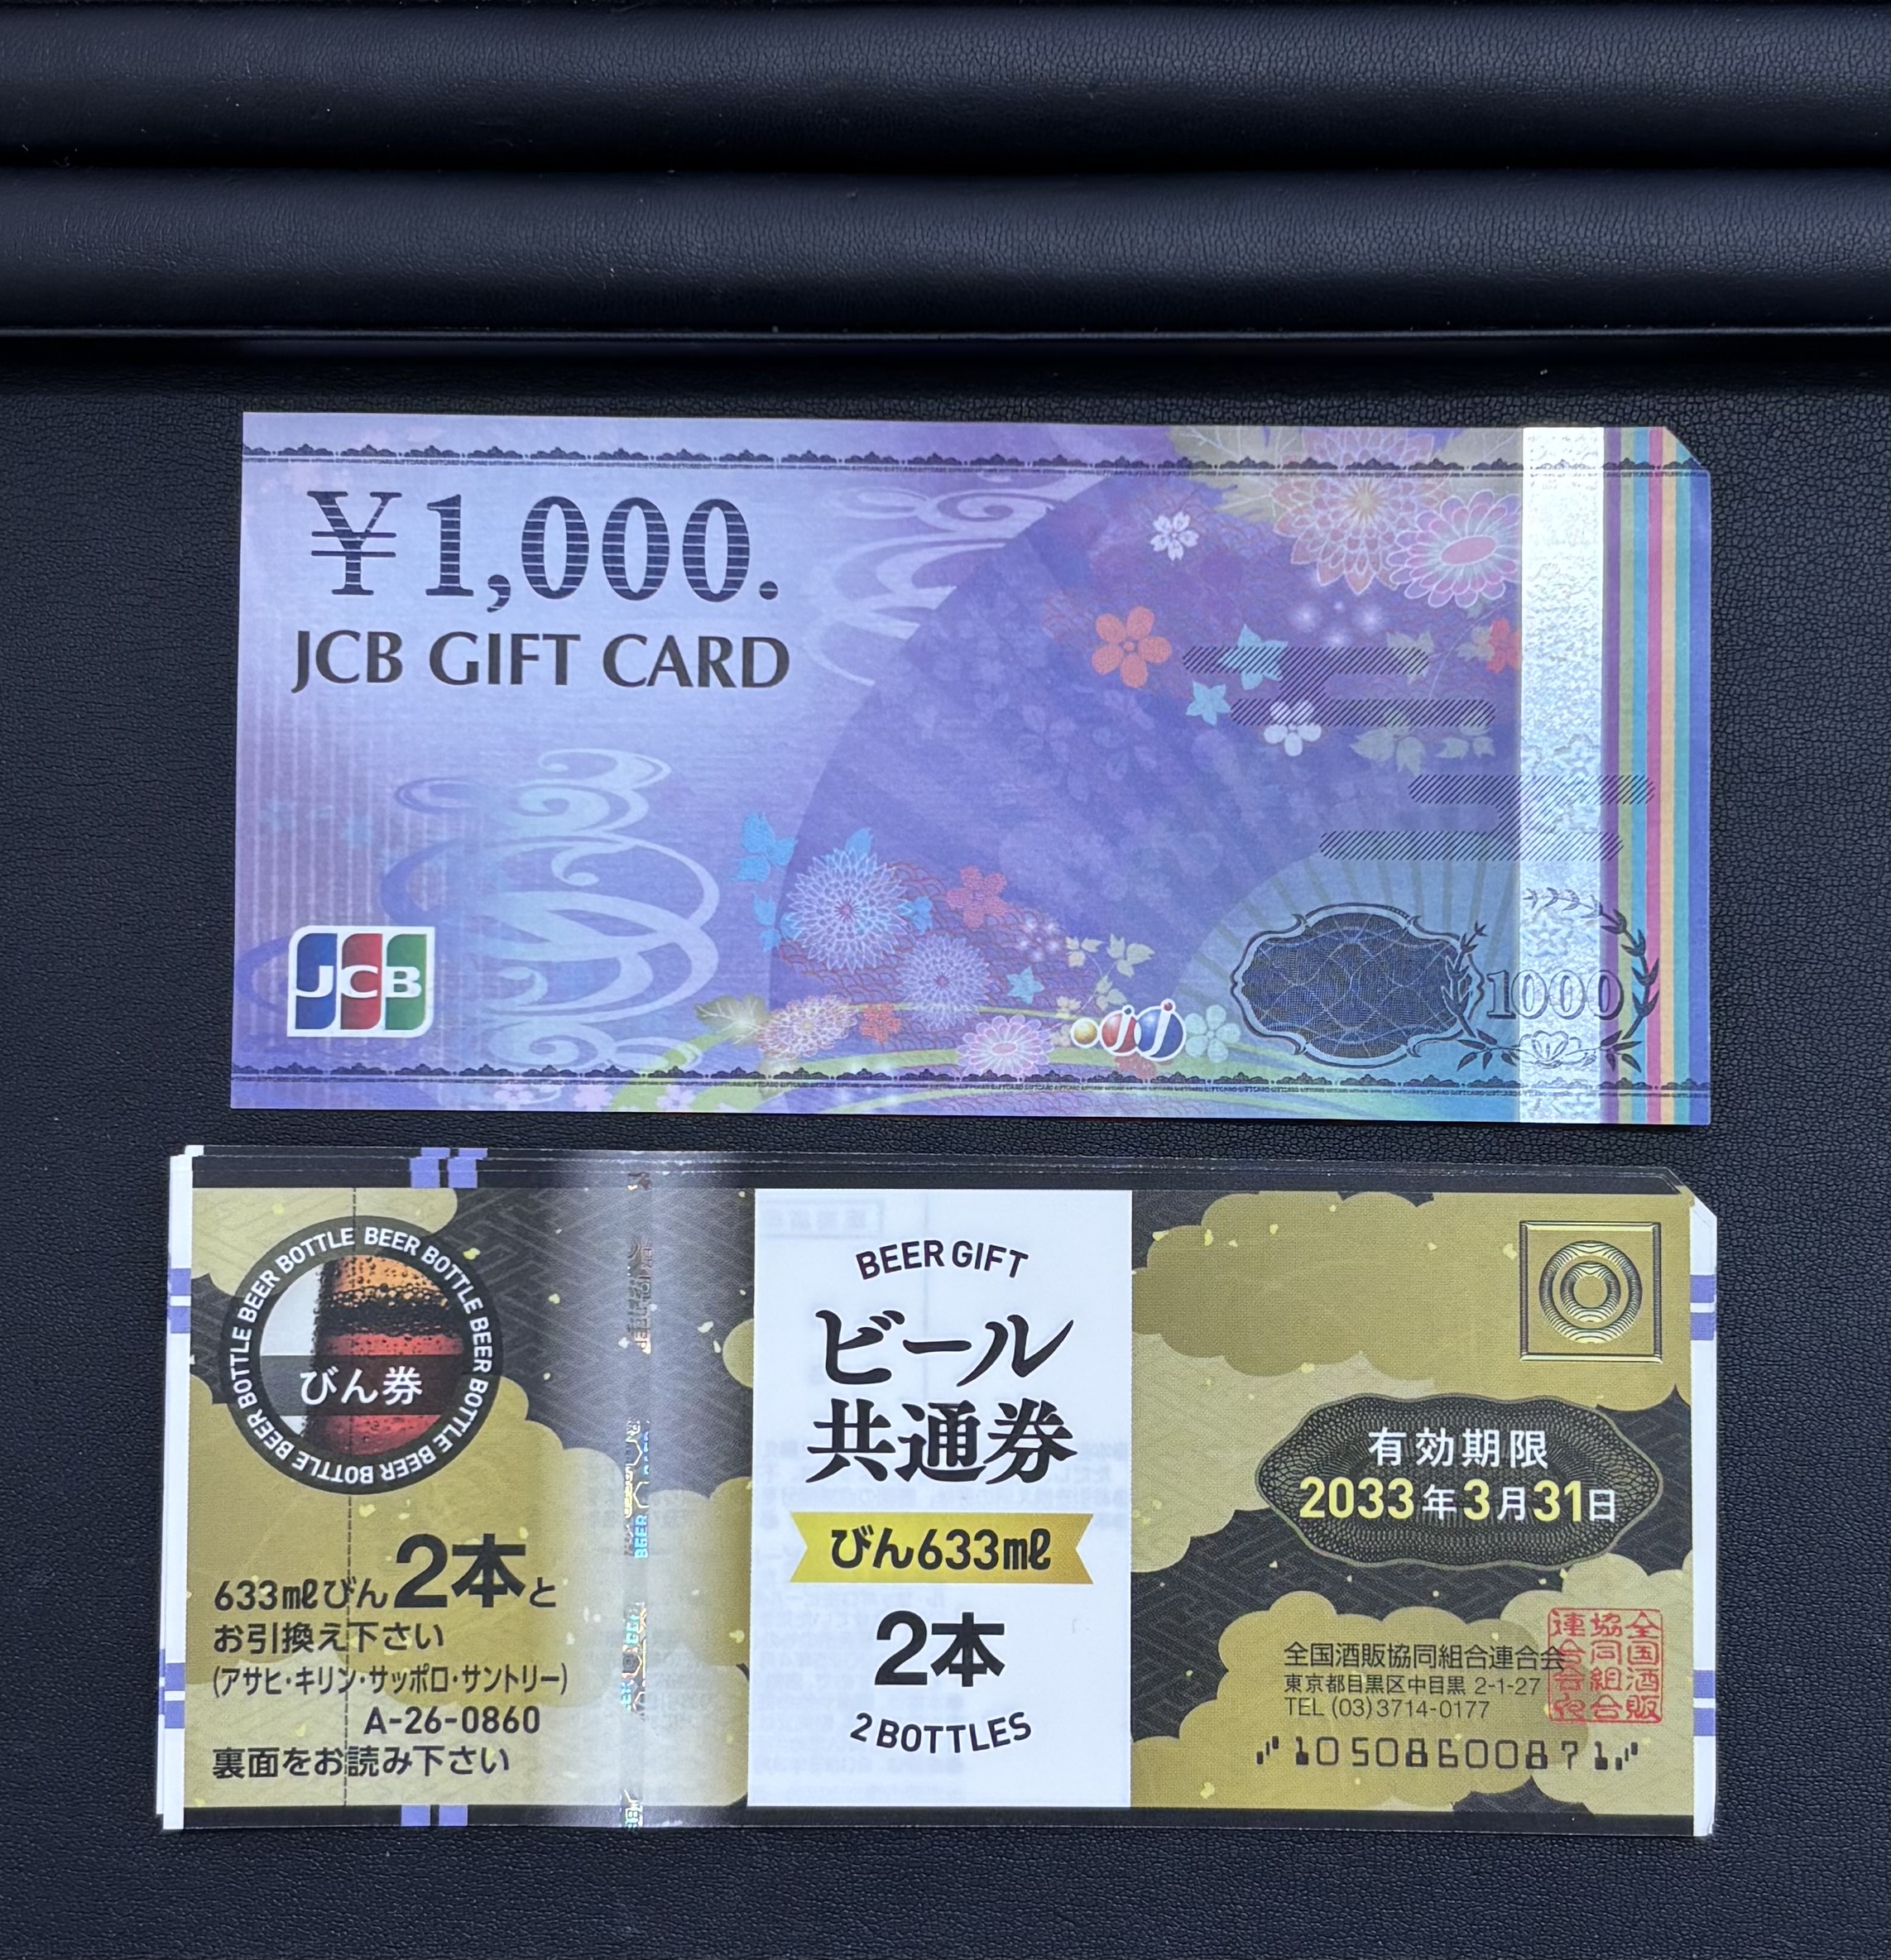 ¥1,000.
JCB GIFT CARD
JCB
1000
BEER BOTTLE BEER BOTTLE BEER BOTTLE BEER BOTTLE BEER BOTTLE
びん券
633mlびん2本と
お引換え下さい
(アサヒ・キリン・サッポロ・サントリー)
A-26-0860
裏面をお読み下さい
BEER GIFT
ビール
共通券
びん633ml
2本
2 BOTTLES
有効期限
2033年3月31日
全国酒販協同組合連合会
東京都目黒区中目黒 2-1-27
TEL (03)3714-0177
全国酒販
協同組合
連合会
1050860087